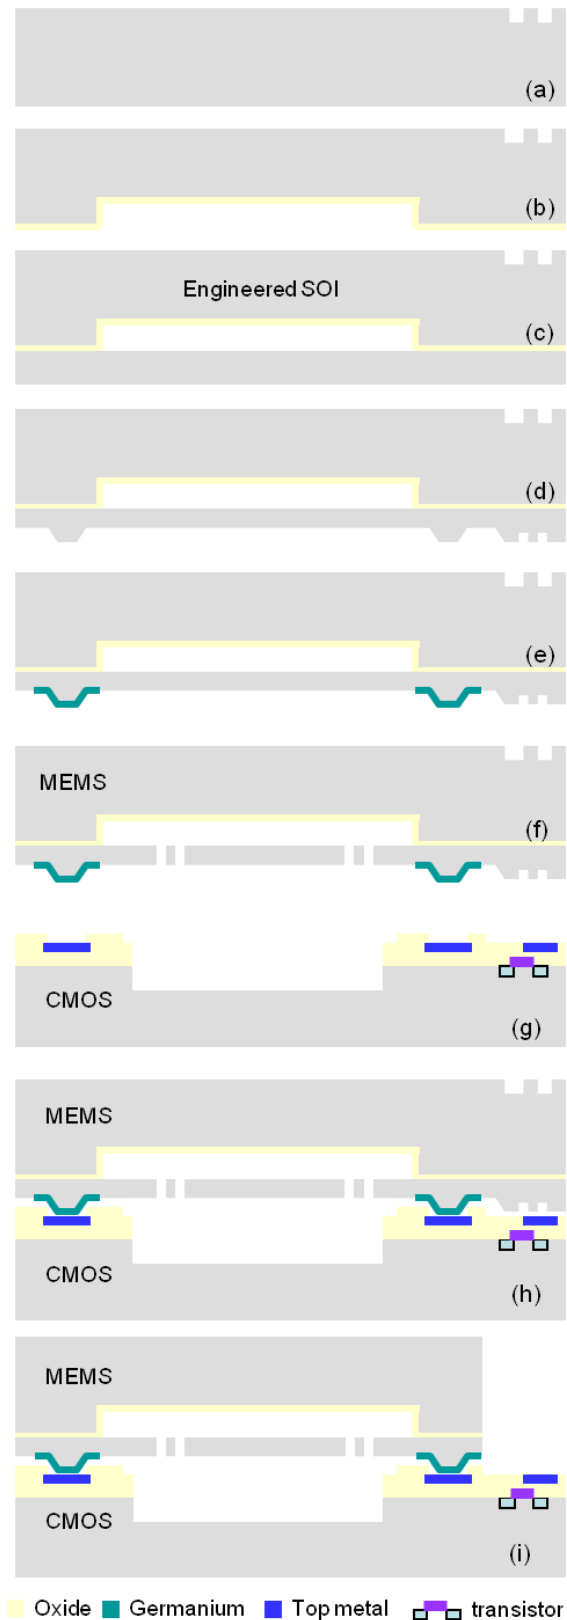 (a)
(b)
Engineered SOI
(c)
(d)
(e)
MEMS
(f)
CMOS
(g)
MEMS
CMOS
(h)
MEMS
CMOS
(i)
Oxide Germanium Top metal transistor